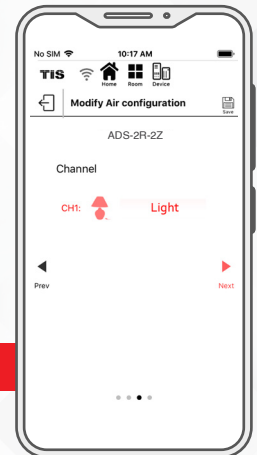 No SIM 10:17 AM
TIS Home Room Device
Modify Air configuration Save
ADS-2R-2Z
Channel
CH1: Light
Prev Next